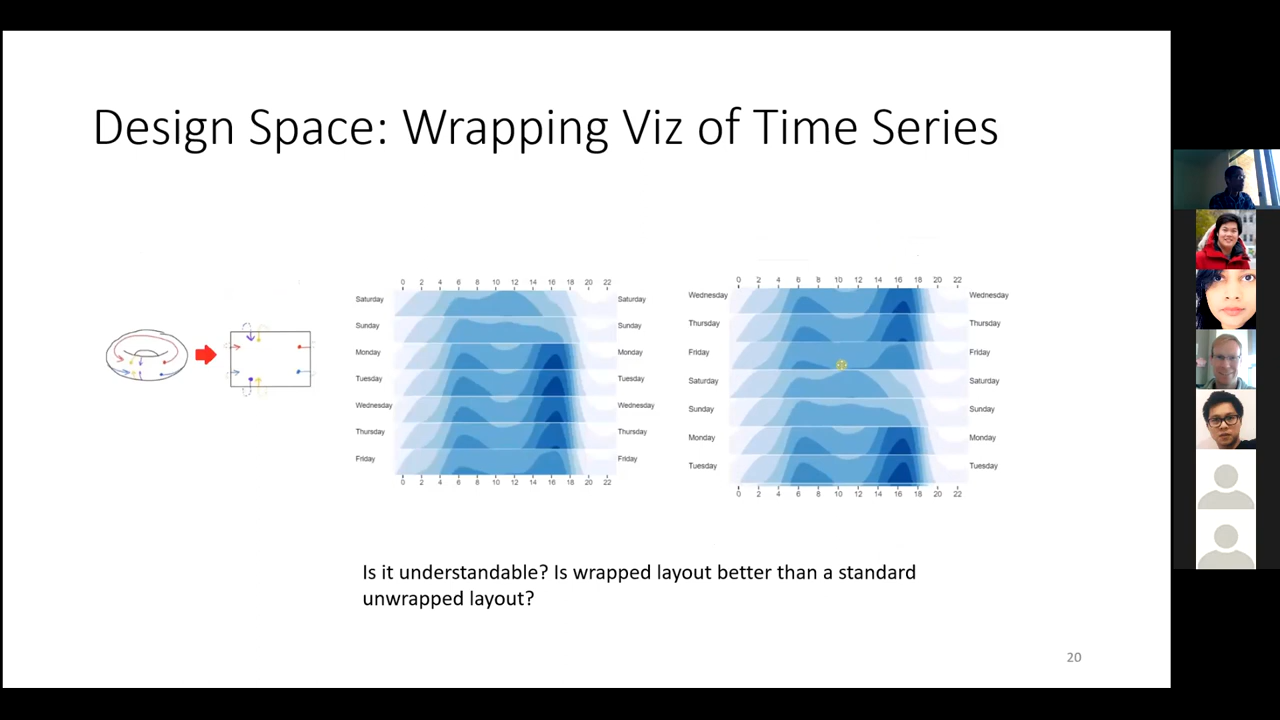 Design Space: Wrapping Viz of Time Series
0 2 4 6 8 10 12 14 16 18 20 22
Saturday Saturday
Sunday Sunday
Monday Monday
Tuesday Tuesday
Wednesday Wednesday
Thursday Thursday
Friday Friday
0 2 4 6 8 10 12 14 16 18 20 22
0 2 4 6 8 10 12 14 16 18 20 22
Wednesday Wednesday
Thursday Thursday
Friday Friday
Saturday Saturday
Sunday Sunday
Monday Monday
Tuesday Tuesday
0 2 4 6 8 10 12 14 16 18 20 22
Is it understandable? Is wrapped layout better than a standard
unwrapped layout?
20